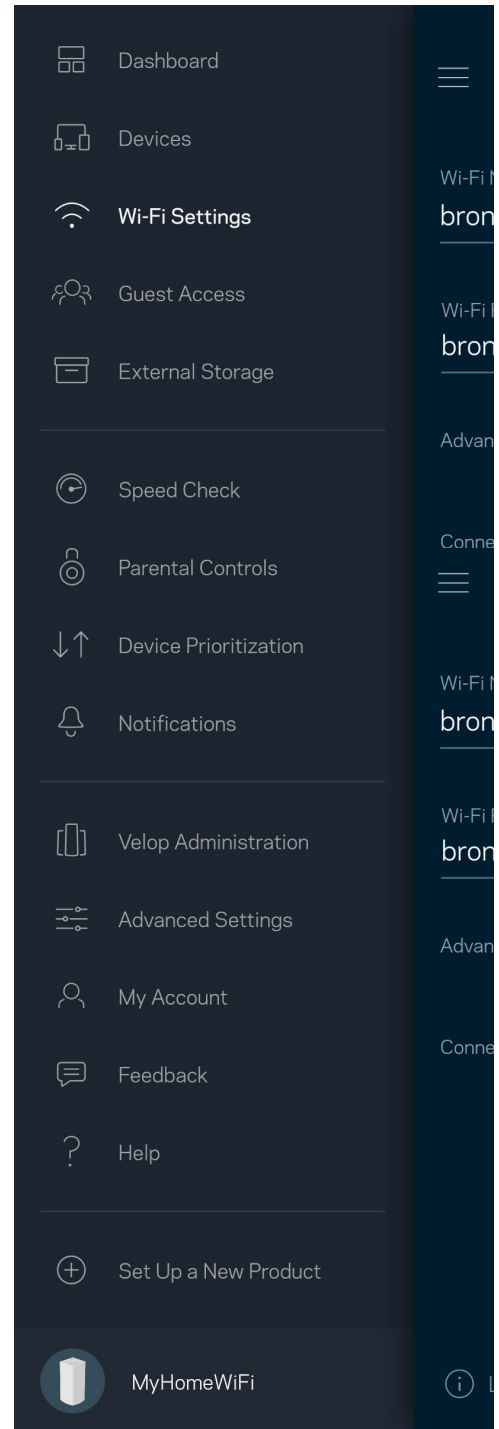 Dashboard
Devices
Wi-Fi Settings
Guest Access
External Storage
Speed Check
Parental Controls
Device Prioritization
Notifications
Velop Administration
Advanced Settings
My Account
Feedback
Help
Set Up a New Product
MyHomeWiFi
Wi-Fi
bron
Wi-Fi
bron
Advan
Conne
Wi-Fi
bron
Wi-Fi
bron
Advan
Conne